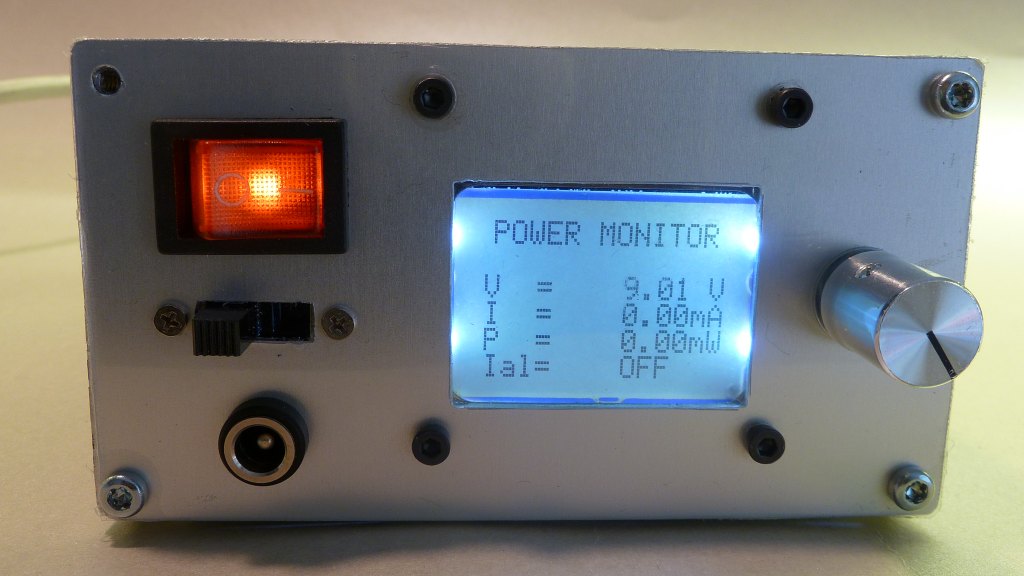 POWER MONITOR
V = 9.01 V
I = 0.00mA
P = 0.00mW
Ial= OFF